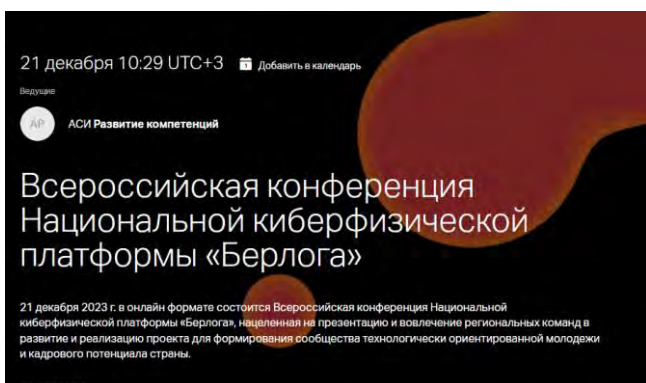 21 декабря 10:29 UTC+3 1 Добавить в календарь
Ведущие
АР АСИ Развитие компетенций
Всероссийская конференция
Национальной киберфизической
платформы «Берлога»
21 декабря 2023 г. в онлайн формате состоится Всероссийская конференция Национальной
киберфизической платформы «Берлога», нацеленная на презентацию и вовлечение региональных команд в
развитие и реализацию проекта для формирования сообщества технологически ориентированной молодежи
и кадрового потенциала страны.